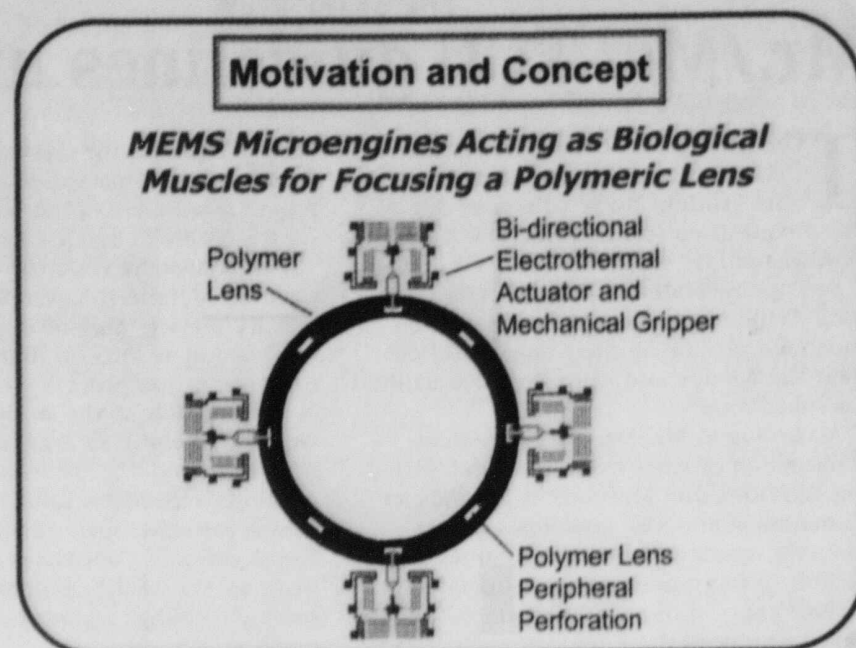 Motivation and Concept
MEMS Microengines Acting as Biological
Muscles for Focusing a Polymeric Lens
Polymer
Lens
Bi-directional
Electrothermal
Actuator and
Mechanical Gripper
Polymer Lens
Peripheral
Perforation